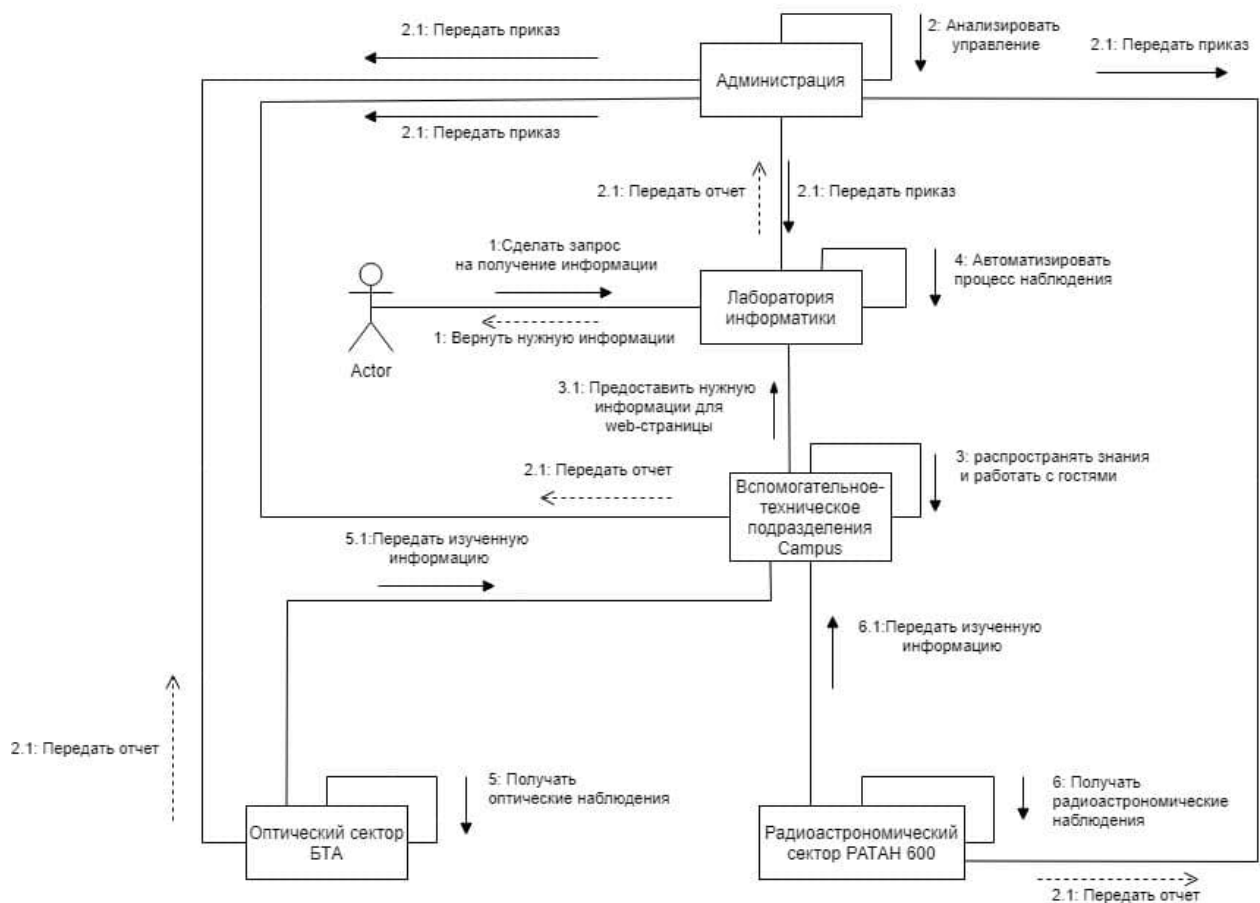 2.1: Передать приказ
2: Анализировать
управление
2.1: Передать приказ
Администрация
2.1: Передать приказ
2.1: Передать отчет
2.1: Передать приказ
1:Сделать запрос
на получение информации
4: Автоматизировать
процесс наблюдения
Лаборатория
информатики
1: Вернуть нужную информации
Actor
3.1: Предоставить нужную
информации для
web-страницы
2.1: Передать отчет
3: распространять знания
и работать с гостями
Вспомогательное-
техническое
подразделения
Campus
5.1:Передать изученную
информацию
6.1:Передать изученную
информацию
2.1: Передать отчет
5: Получать
оптические наблюдения
6: Получать
радиоастрономические
наблюдения
Оптический сектор
БТА
Радиоастрономический
сектор РАТАН 600
2.1: Передать отчет